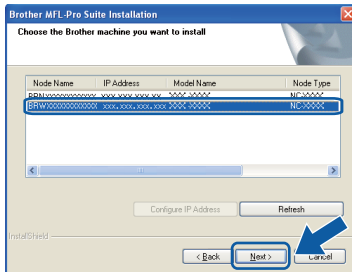 Brother MFL-Pro Suite Installation
Choose the Brother machine you want to install
Node Name IP Address Model Name Node Type
BRNXXXXXXXXXXXX xxx.xxx.xxx.xx XXX-XXXX NC-XXXX
BRWXXXXXXXXXXXX xxx.xxx.xxx.xxx XXX-XXXX NC-XXXX
Configure IP Address Refresh
InstallShield
< Back Next > Cancel